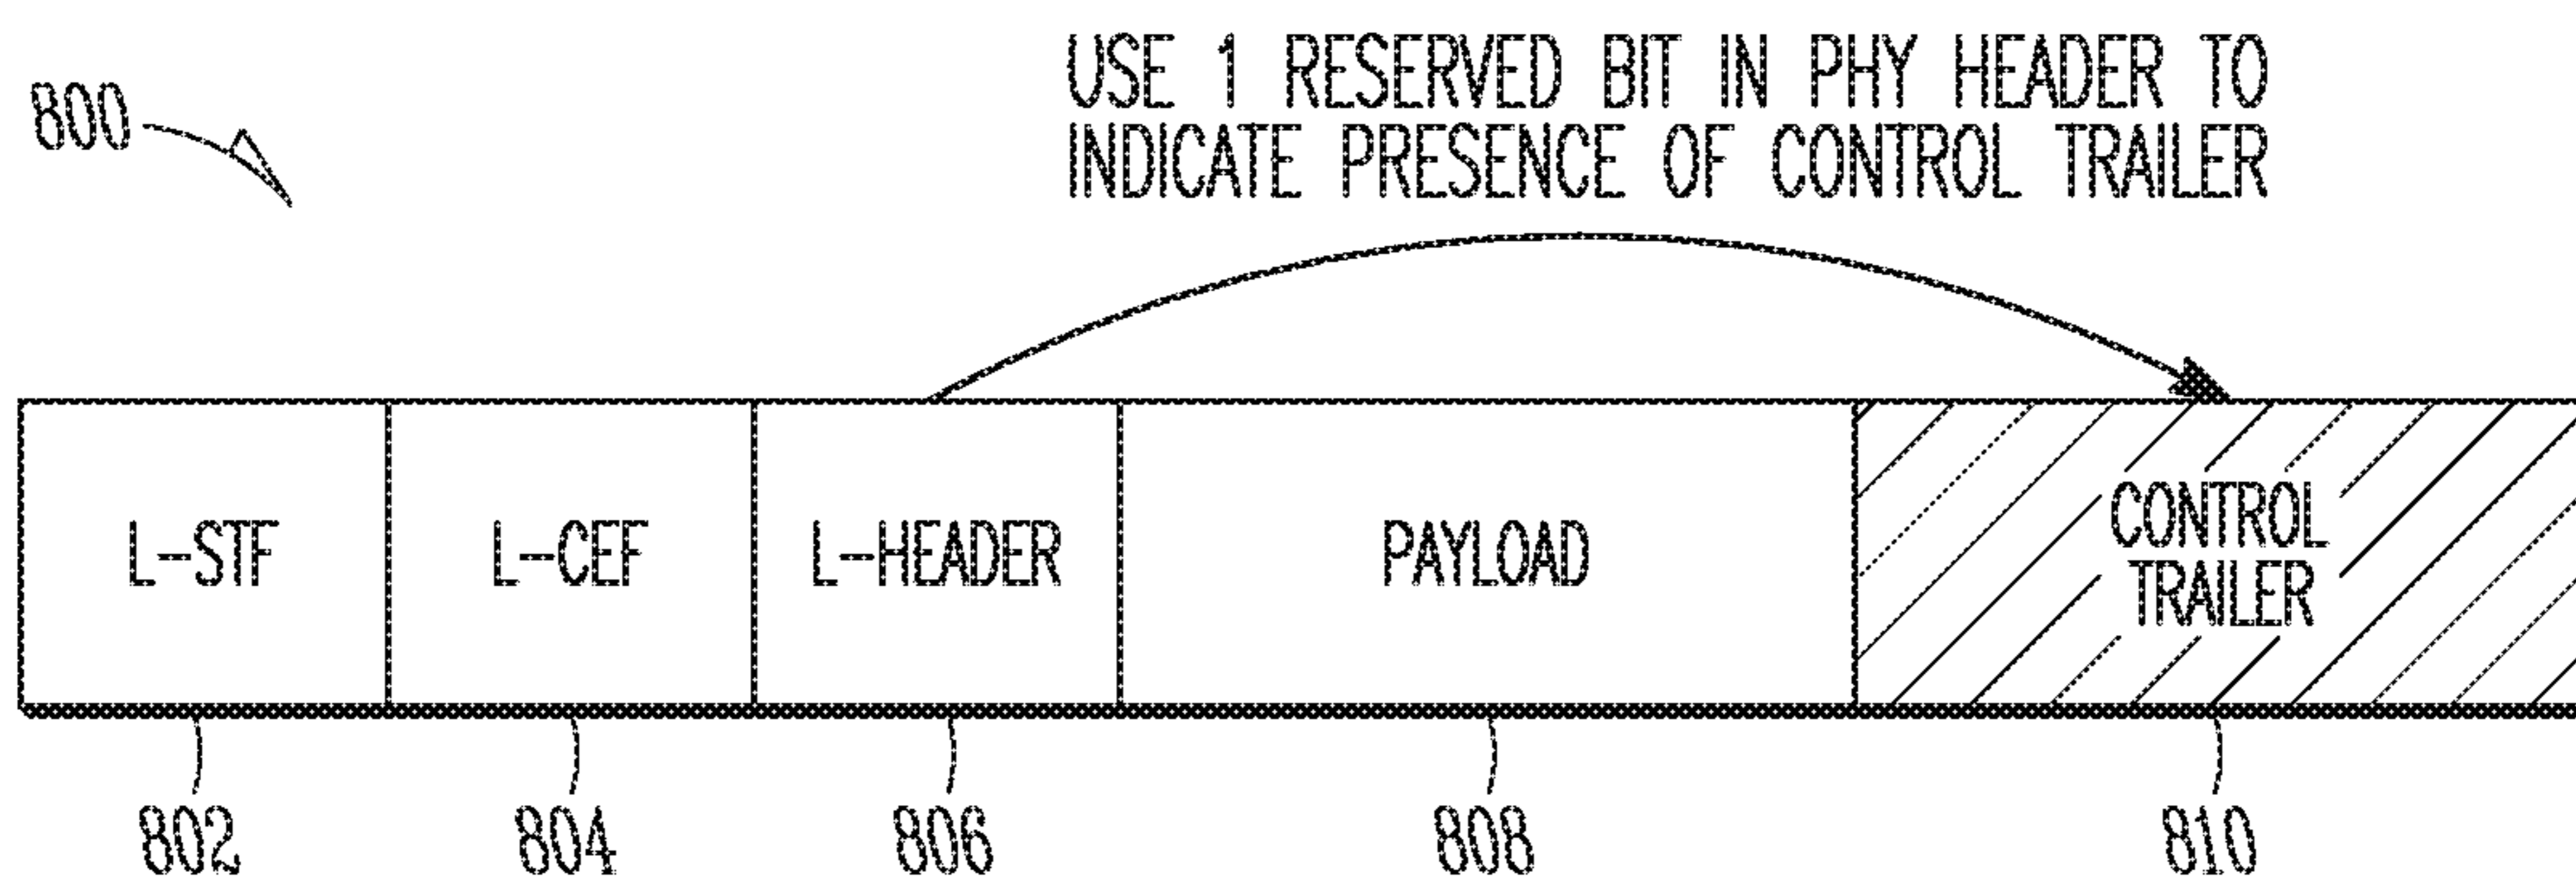 USE 1 RESERVED BIT IN PHY HEADER TO
INDICATE PRESENCE OF CONTROL TRAILER
800
L-STF
L-CEF
L-HEADER
PAYLOAD
CONTROL
TRAILER
802
804
806
808
810